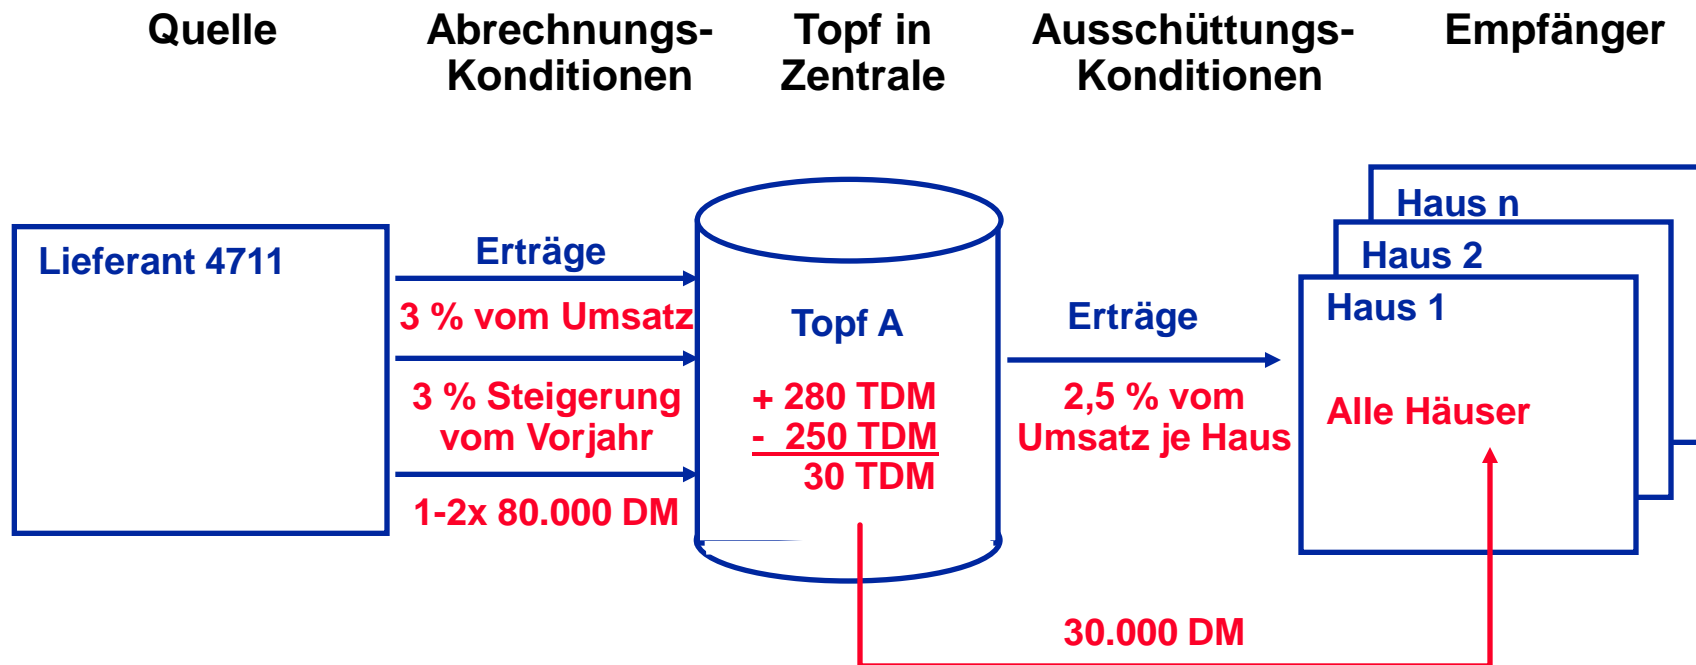 Quelle
Abrechnungs-
Konditionen
Topf in
Zentrale
Ausschüttungs-
Konditionen
Empfänger
Lieferant 4711
Erträge
3 % vom Umsatz
3 % Steigerung
vom Vorjahr
1-2x 80.000 DM
Topf A
+ 280 TDM
- 250 TDM
30 TDM
Erträge
2,5 % vom
Umsatz je Haus
Haus n
Haus 2
Haus 1
Alle Häuser
30.000 DM